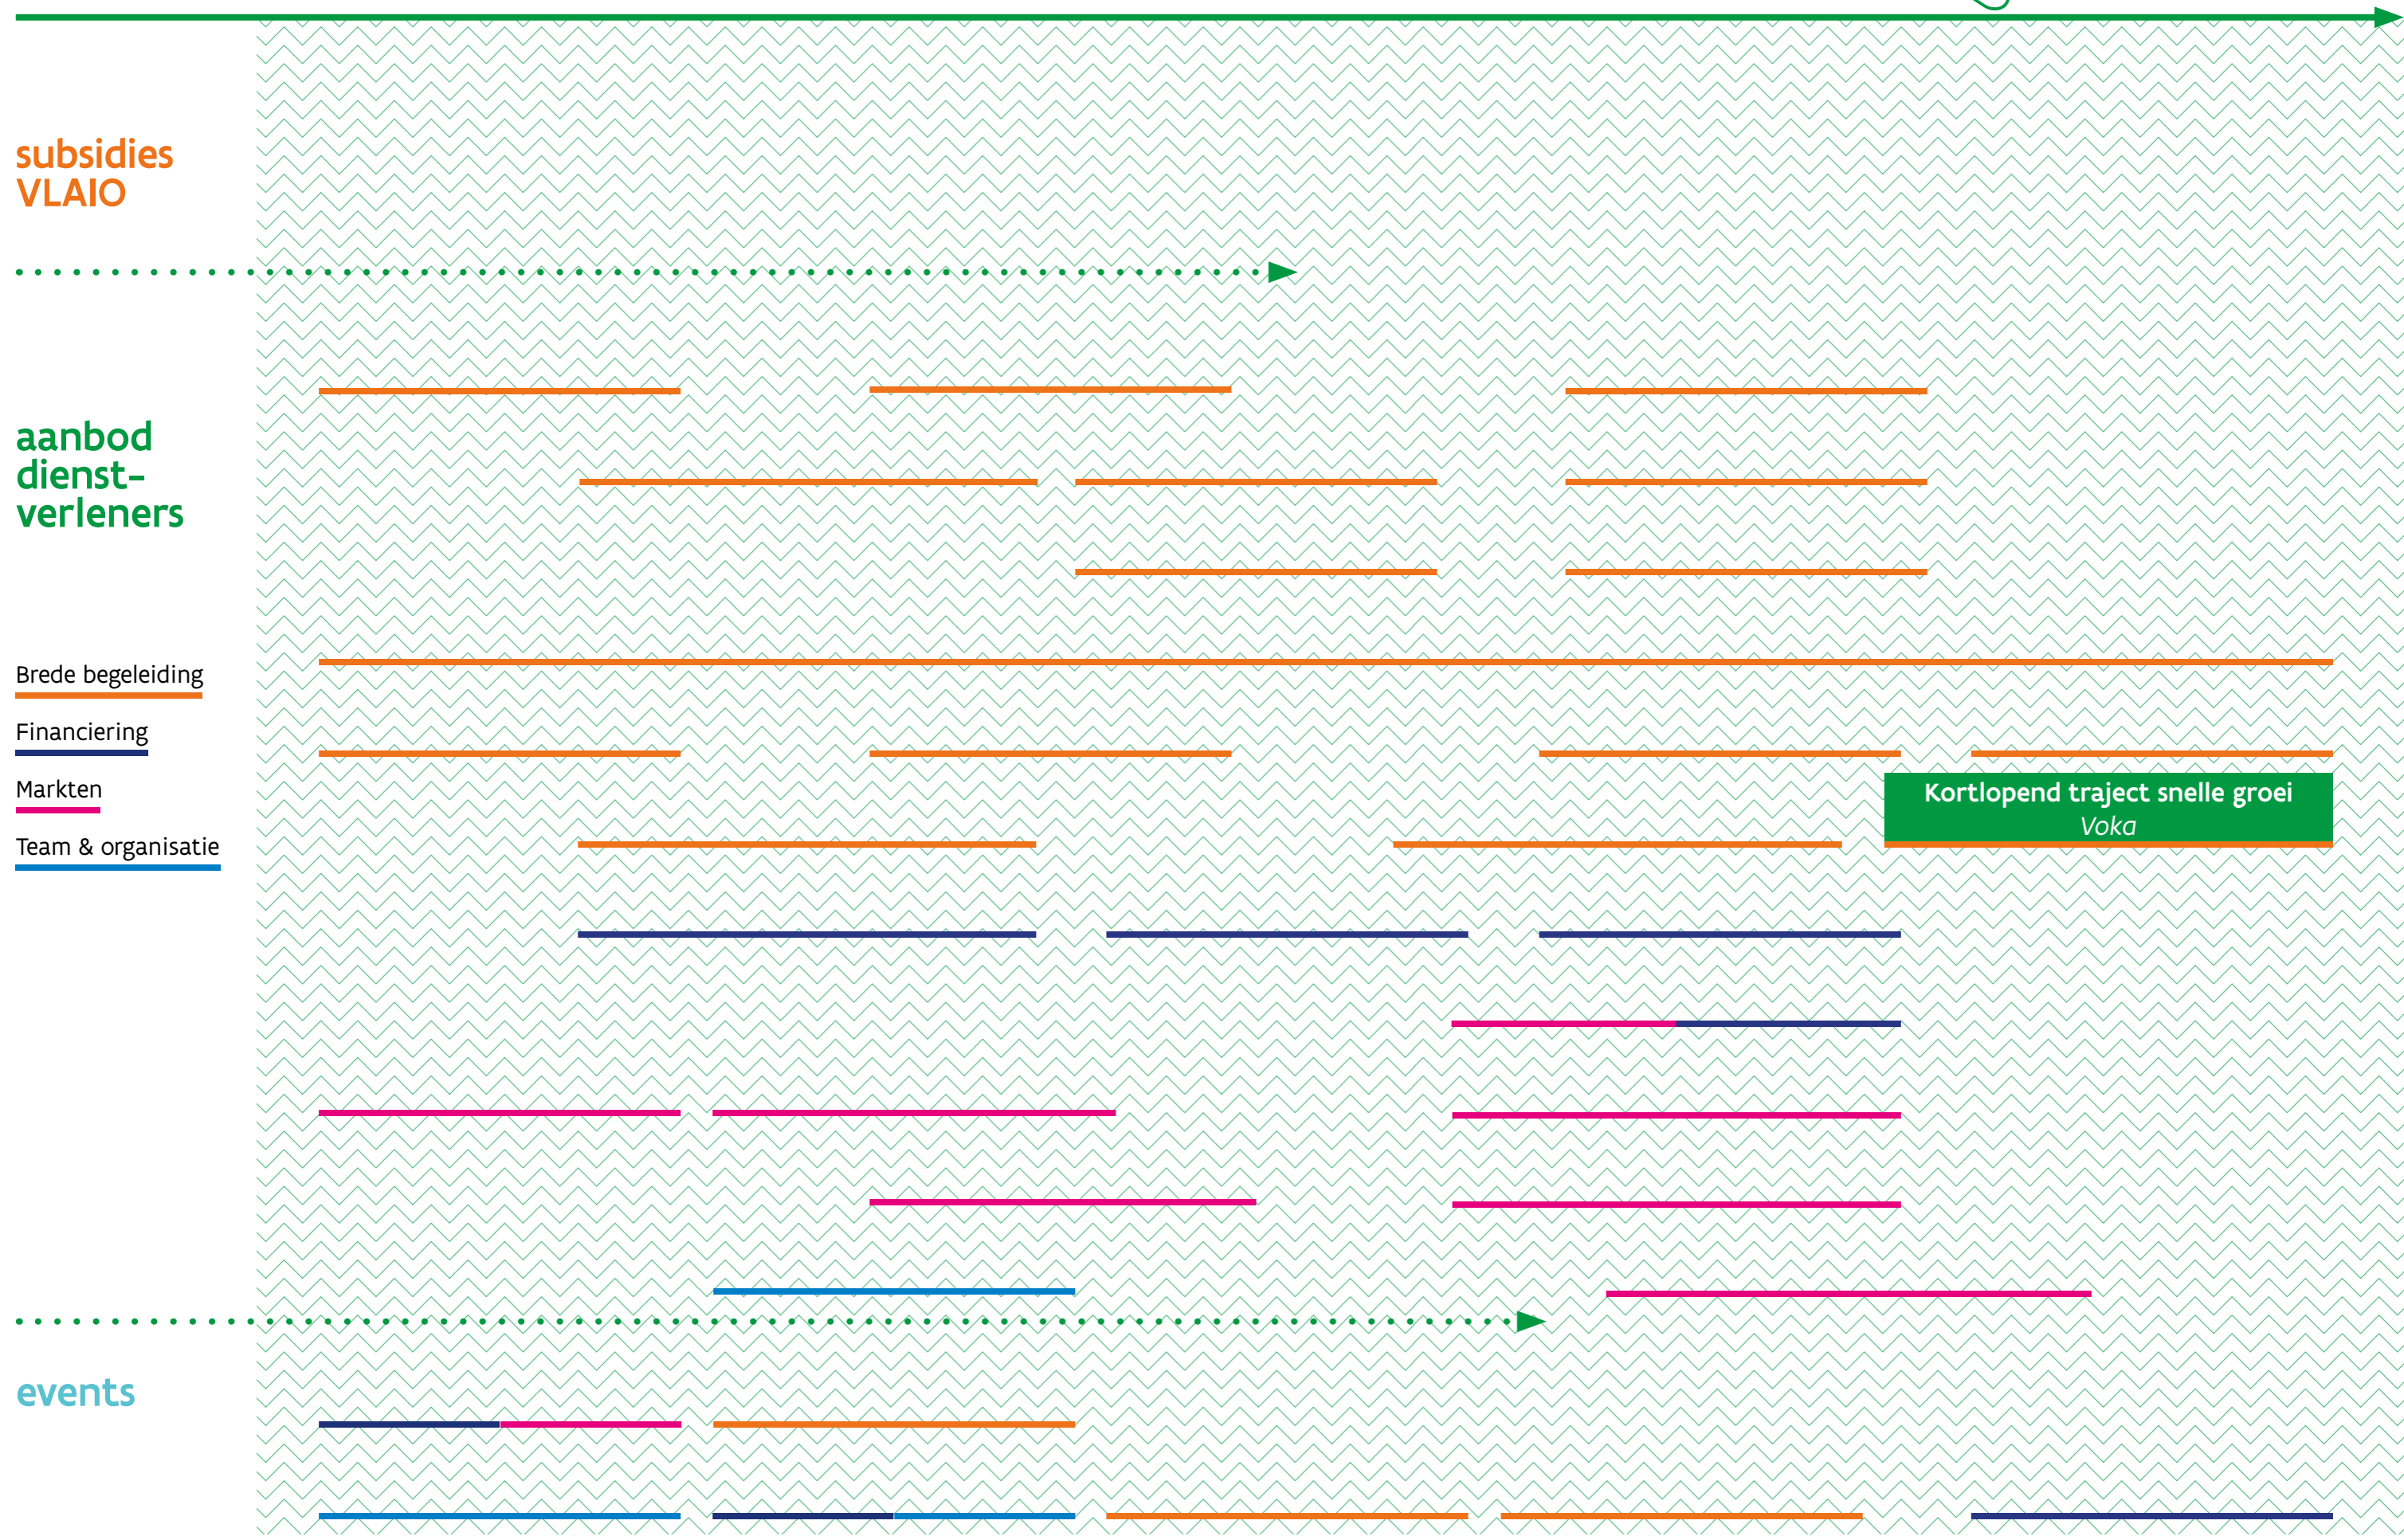 subsidies
VLAIO
aanbod
dienst-
verleners
Brede begeleiding
Financiering
Markten
Team & organisatie
Kortlopend traject snelle groei
Voka
events